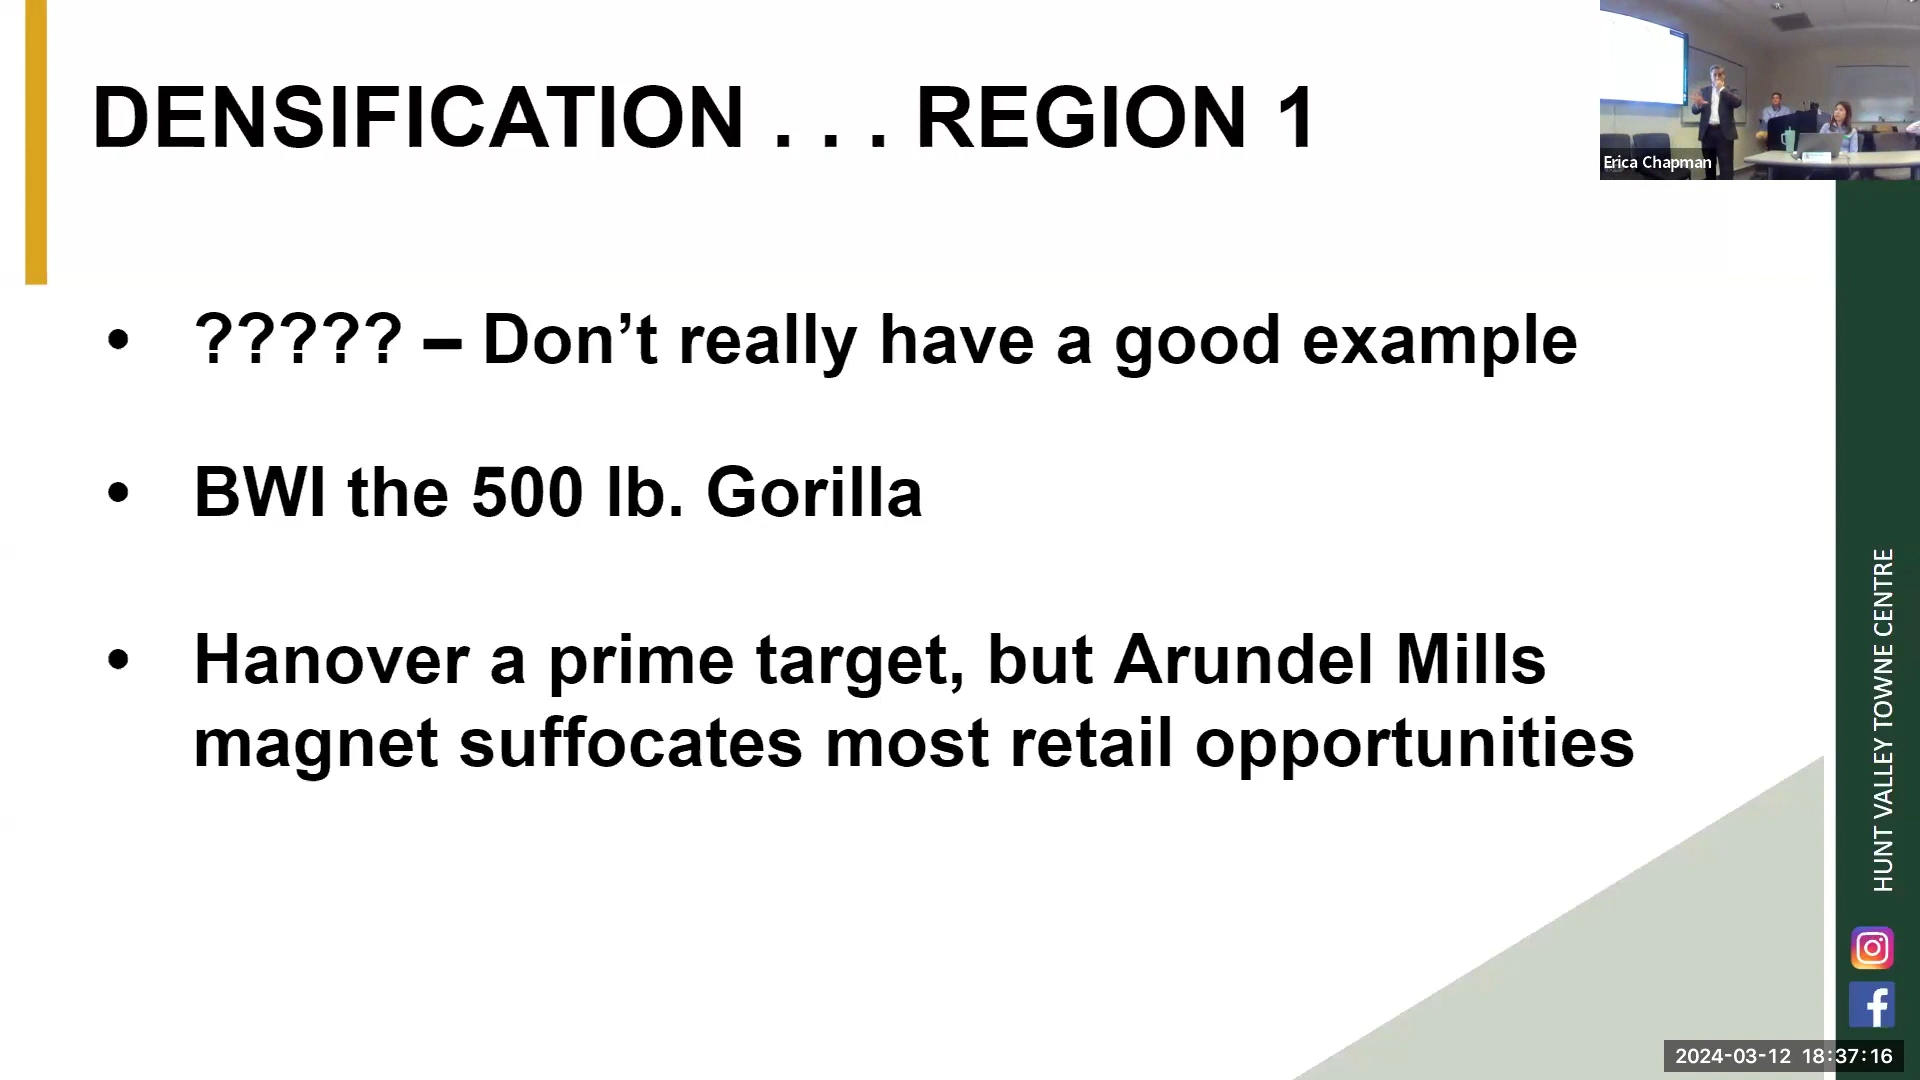 DENSIFICATION . . . REGION 1
Erica Chapman
• ????? – Don’t really have a good example
• BWI the 500 lb. Gorilla
• Hanover a prime target, but Arundel Mills
magnet suffocates most retail opportunities
HUNT VALLEY TOWNE CENTRE
2024-03-12 18:37:16